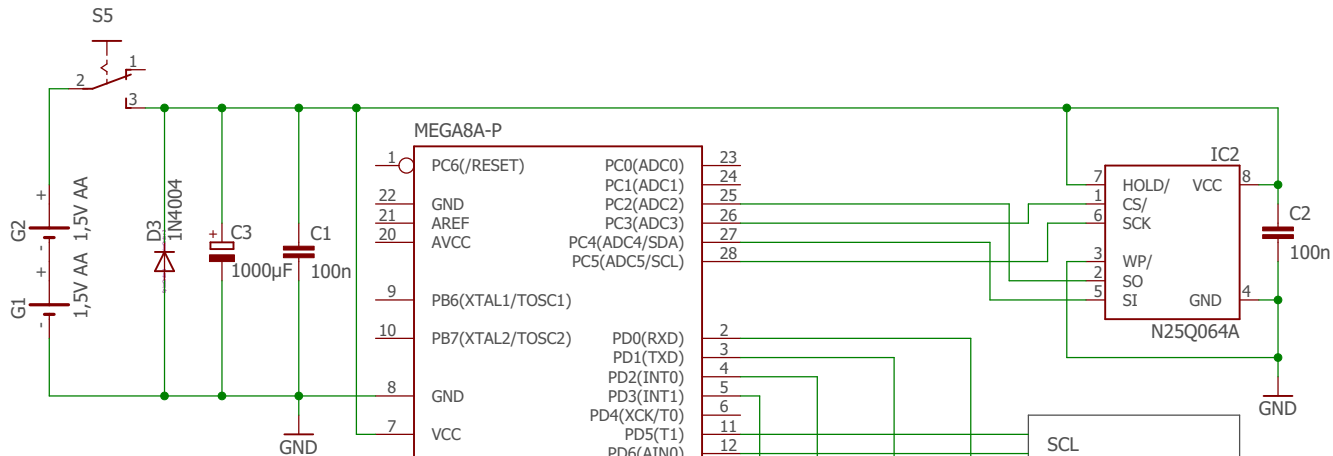 S5
1
2
3
MEGA8A-P
1 PC6(/RESET) PC0(ADC0) 23
PC1(ADC1) 24
22 GND PC2(ADC2) 25
21 AREF PC3(ADC3) 26
20 AVCC PC4(ADC4/SDA) 27
PC5(ADC5/SCL) 28
9 PB6(XTAL1/TOSC1)
10 PB7(XTAL2/TOSC2) PD0(RXD) 2
PD1(TXD) 3
PD2(INT0) 4
8 GND PD3(INT1) 5
PD4(XCK/T0) 6
7 VCC PD5(T1) 11
PD6(AIN0) 12
+
G2
1,5V AA
-
+
G1
1,5V AA
-
D3
1N4004
+
C3
1000µF
C1
100n
GND
IC2
7 HOLD/ VCC 8
1 CS/
6 SCK
3 WP/
2 SO
5 SI GND 4
N25Q064A
C2
100n
GND
SCL